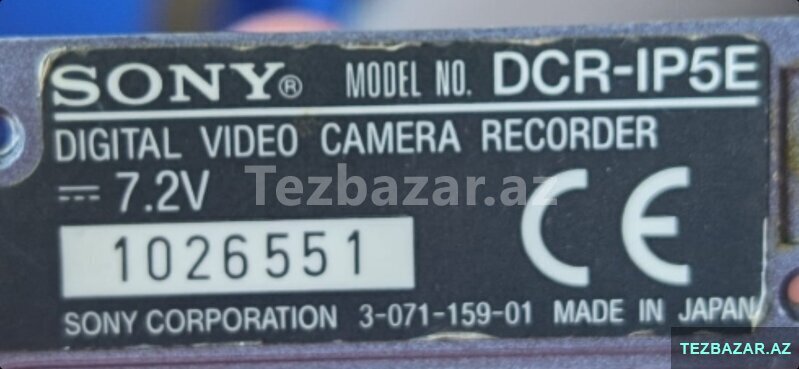 SONY® MODEL NO. DCR-IP5E
DIGITAL VIDEO CAMERA RECORDER
⎓ 7.2V
Tezbazar.az
CE
1026551
SONY CORPORATION 3-071-159-01 MADE IN JAPAN
TEZBAZAR.AZ